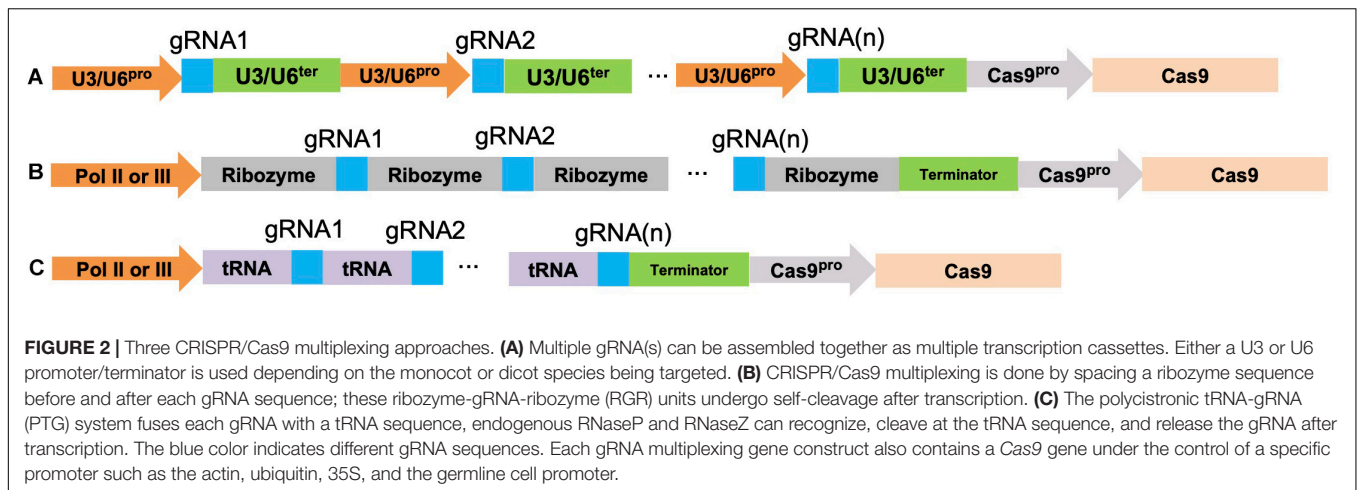 gRNA1 gRNA2 gRNA(n)
A U3/U6pro U3/U6ter U3/U6pro U3/U6ter ... U3/U6pro U3/U6ter Cas9pro Cas9
gRNA1 gRNA2 gRNA(n)
B Pol II or III Ribozyme Ribozyme Ribozyme ... Ribozyme Terminator Cas9pro Cas9
gRNA1 gRNA2 gRNA(n)
C Pol II or III tRNA tRNA ... tRNA Terminator Cas9pro Cas9
FIGURE 2 | Three CRISPR/Cas9 multiplexing approaches. (A) Multiple gRNA(s) can be assembled together as multiple transcription cassettes. Either a U3 or U6
promoter/terminator is used depending on the monocot or dicot species being targeted. (B) CRISPR/Cas9 multiplexing is done by spacing a ribozyme sequence
before and after each gRNA sequence; these ribozyme-gRNA-ribozyme (RGR) units undergo self-cleavage after transcription. (C) The polycistronic tRNA-gRNA
(PTG) system fuses each gRNA with a tRNA sequence, endogenous RNaseP and RNaseZ can recognize, cleave at the tRNA sequence, and release the gRNA after
transcription. The blue color indicates different gRNA sequences. Each gRNA multiplexing gene construct also contains a Cas9 gene under the control of a specific
promoter such as the actin, ubiquitin, 35S, and the germline cell promoter.